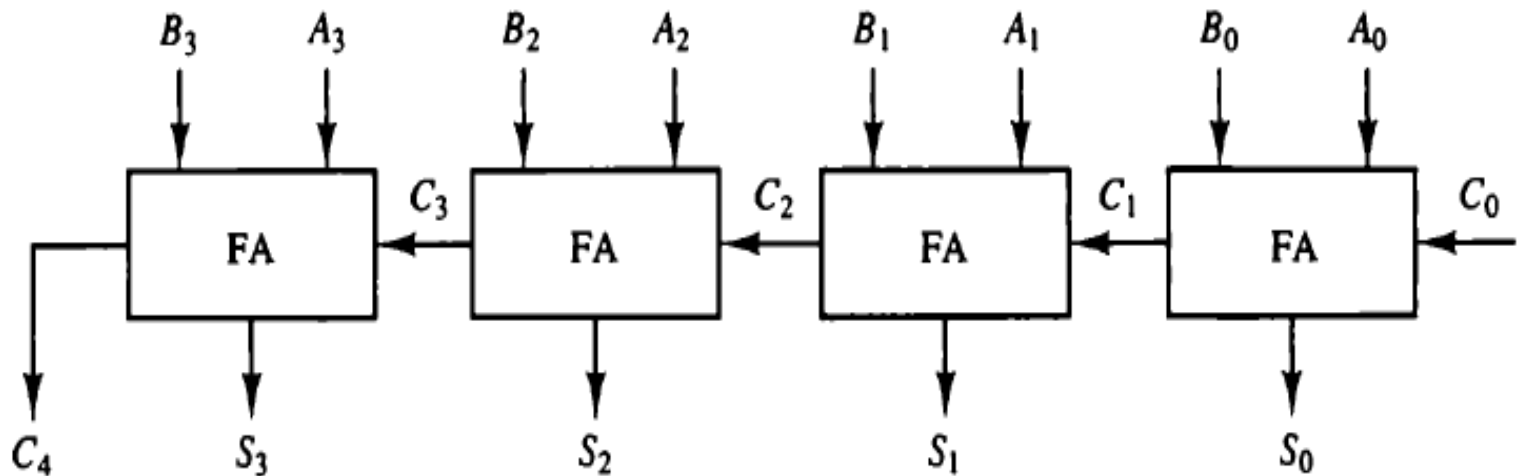 B₃ A₃ B₂ A₂ B₁ A₁ B₀ A₀
C₃ C₂ C₁ C₀
FA FA FA FA
C₄ S₃ S₂ S₁ S₀